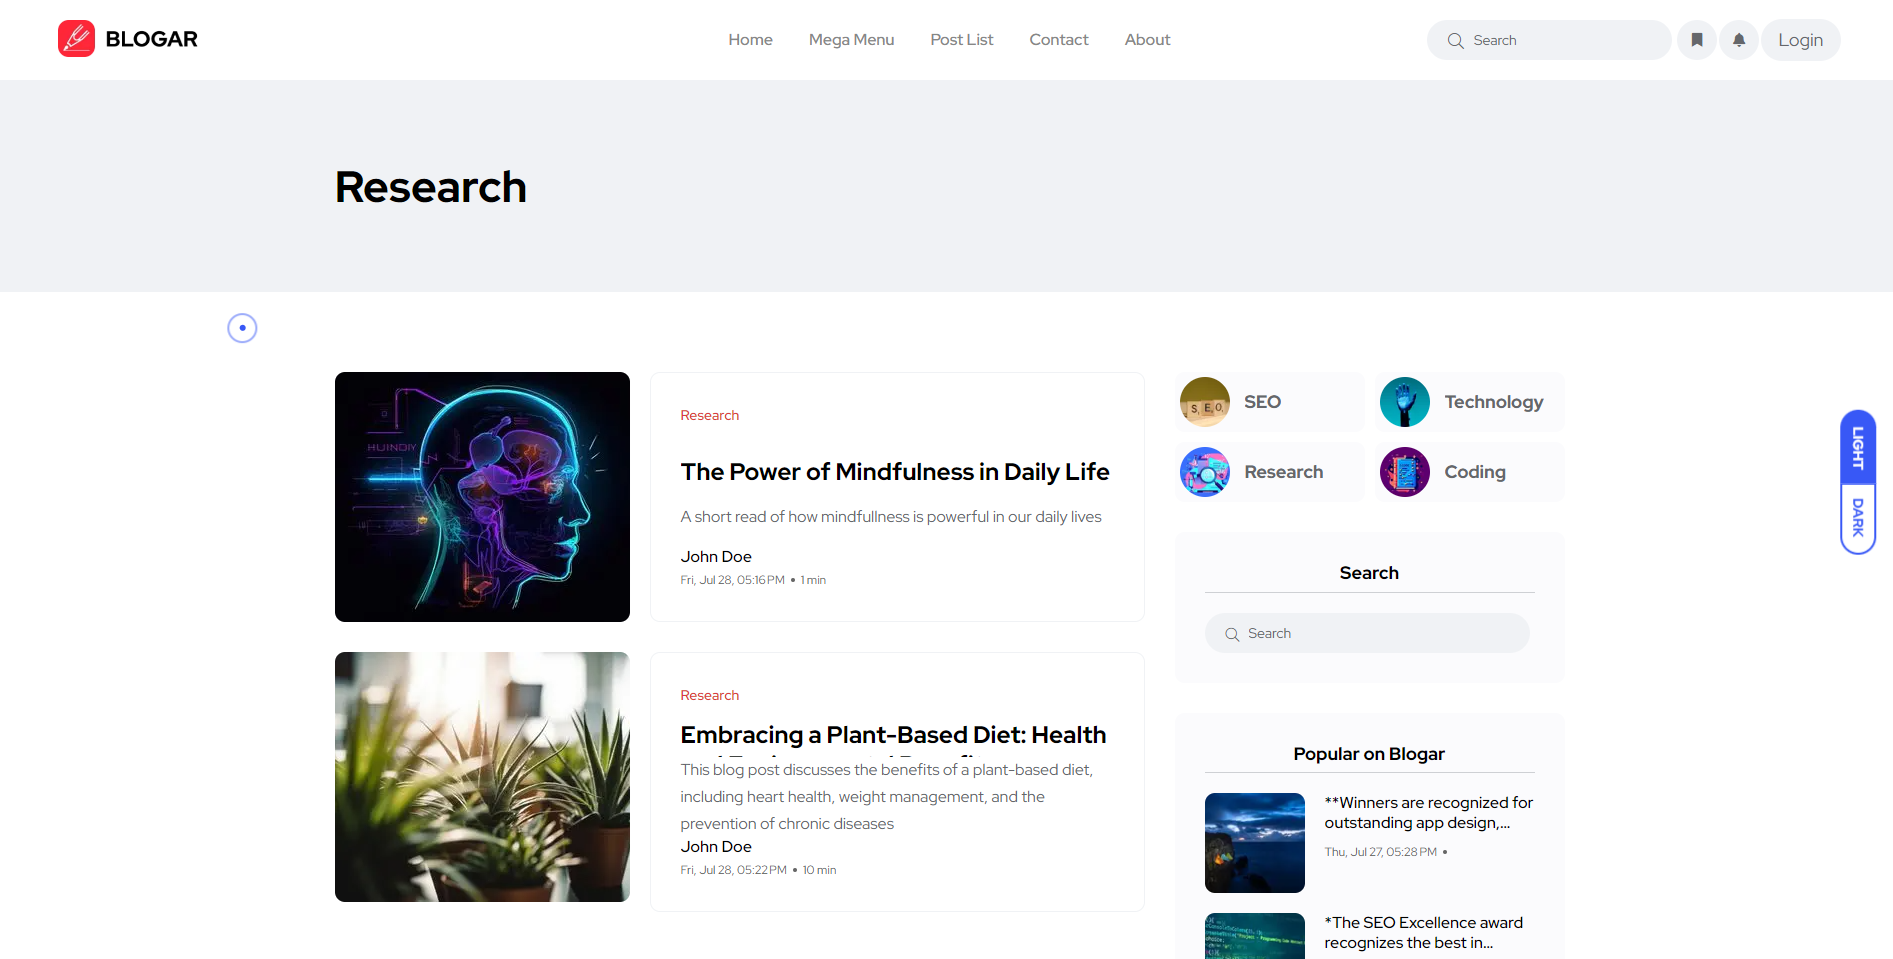 BLOGAR
Home
Mega Menu
Post List
Contact
About
Search
Login
Research
Research
The Power of Mindfulness in Daily Life
A short read of how mindfullness is powerful in our daily lives
John Doe
Fri, Jul 28, 05:16 PM • 1 min
Research
Embracing a Plant-Based Diet: Health
This blog post discusses the benefits of a plant-based diet,
including heart health, weight management, and the
prevention of chronic diseases
John Doe
Fri, Jul 28, 05:22 PM • 10 min
SEO
Technology
Research
Coding
Search
Search
Popular on Blogar
**Winners are recognized for
outstanding app design,...
Thu, Jul 27, 05:28 PM •
*The SEO Excellence award
recognizes the best in...
LIGHT
DARK